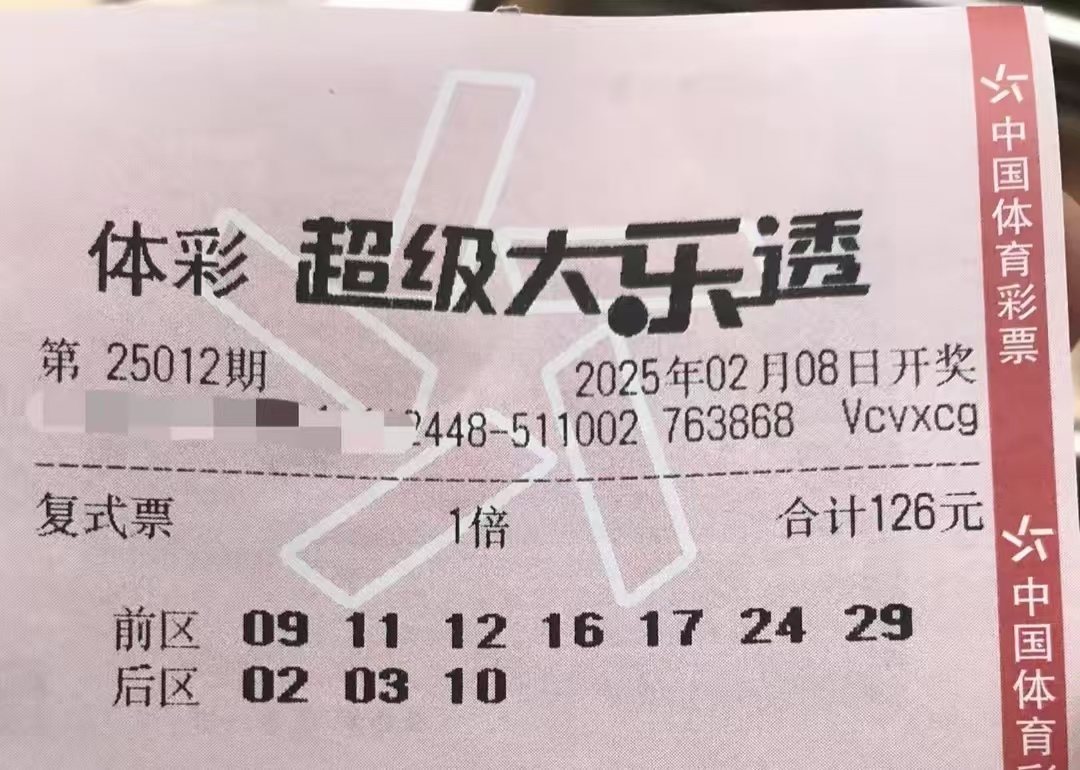 体彩 超级大乐透
第 25012期 2025年02月08日开奖
2448-511002 763868 Vcvxcg
复式票 1倍 合计126元
前区 09 11 12 16 17 24 29
后区 02 03 10
中国体育彩票
中国体育